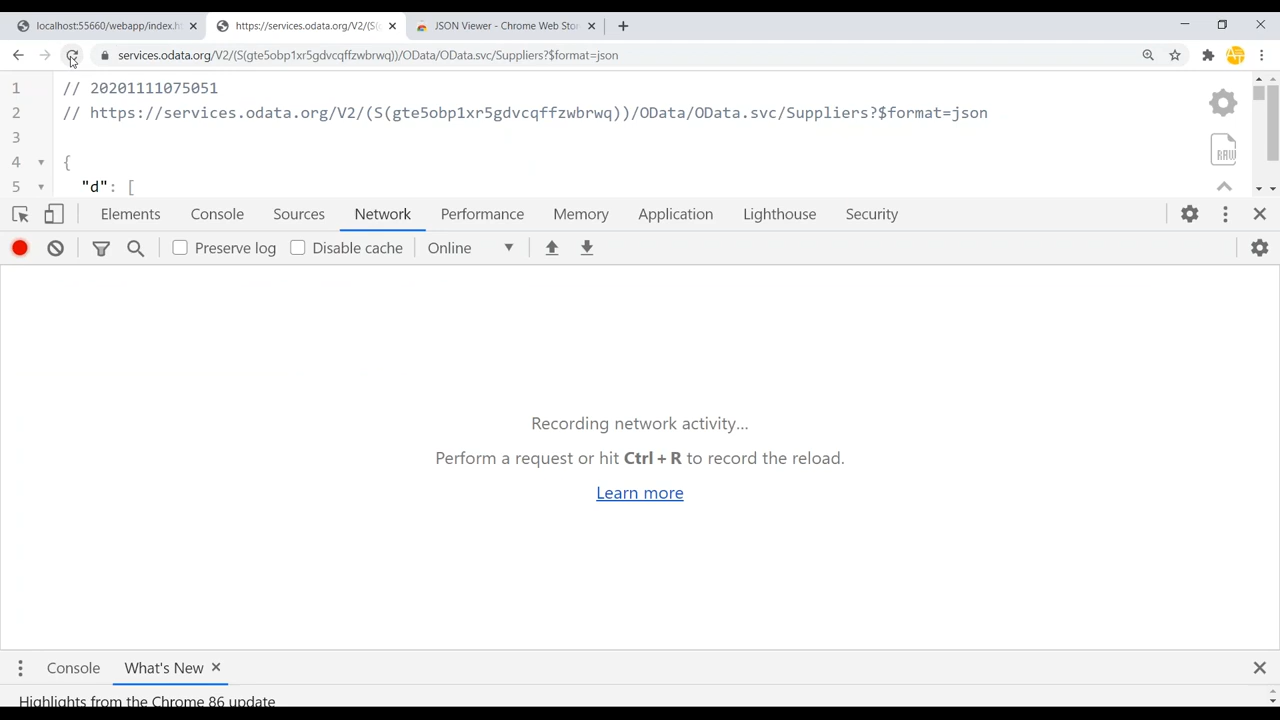 localhost:55660/webapp/index.h
https://services.odata.org/V2/(S(
JSON Viewer - Chrome Web Sto
services.odata.org/V2/(S(gte5obp1xr5gdvcqffzwbrwq))/OData/OData.svc/Suppliers?$format=json
1 // 20201111075051
2 // https://services.odata.org/V2/(S(gte5obp1xr5gdvcqffzwbrwq))/OData/OData.svc/Suppliers?$format=json
3
4 {
5 "d": [
RAW
Elements Console Sources Network Performance Memory Application Lighthouse Security
Preserve log Disable cache Online
Recording network activity...
Perform a request or hit Ctrl + R to record the reload.
Learn more
Console What's New
Highlights from the Chrome 86 update